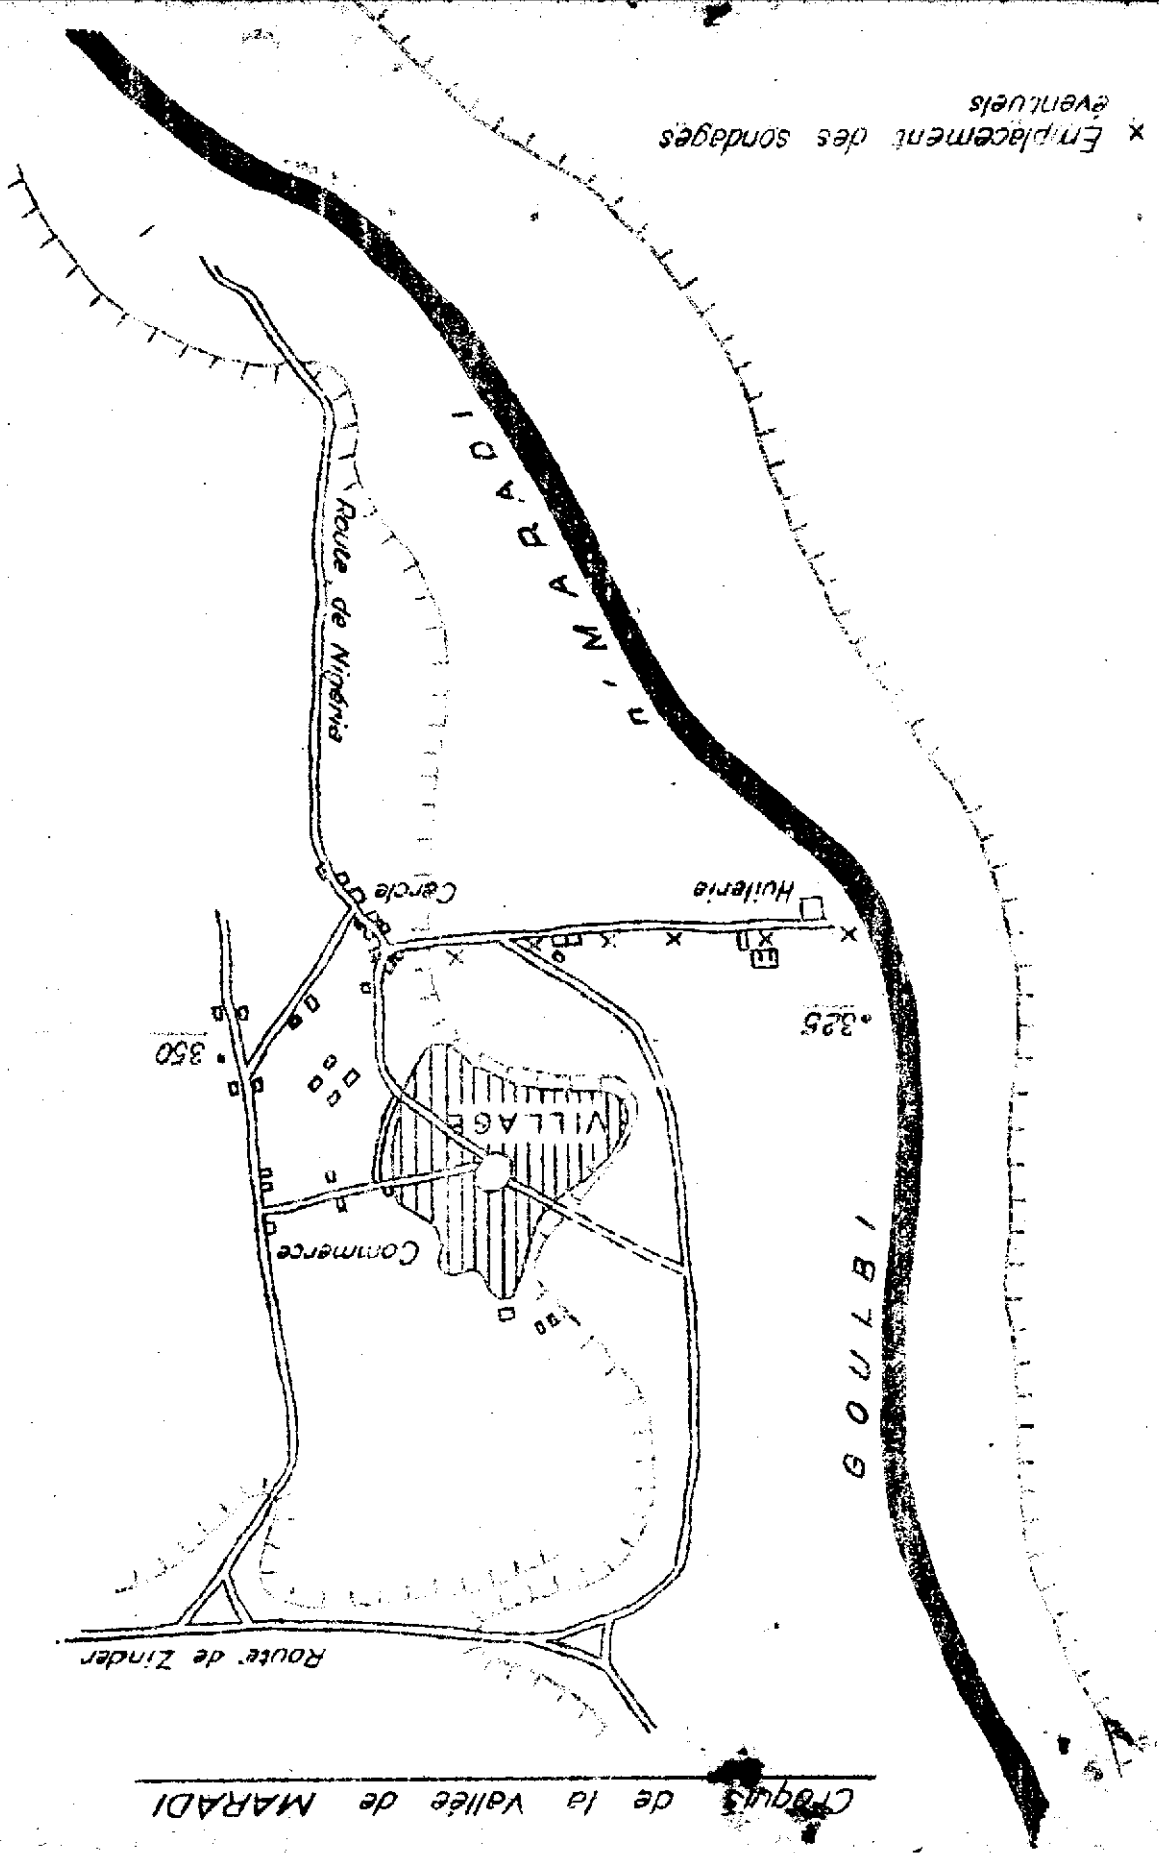 Croquis de la vallée de MARADI
Route de Zinder
GOULBI
Commerce
VILLAGE
350
.325
Cercle
Huilerie
n'MARADI
Route de Nigéria
x Emplacement des sondages
éventuels